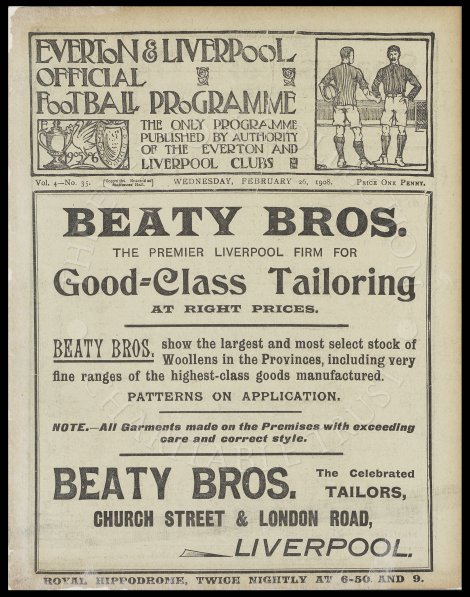 EVERTON & LIVERPOOL
OFFICIAL
FOOTBALL PROGRAMME
THE ONLY PROGRAMME
PUBLISHED BY AUTHORITY
OF THE EVERTON AND
LIVERPOOL CLUBS
1905 6
Vol. 4—No. 35.
WEDNESDAY, FEBRUARY 26, 1908.
PRICE ONE PENNY.
BEATY BROS.
THE PREMIER LIVERPOOL FIRM FOR
Good=Class Tailoring
AT RIGHT PRICES.
BEATY BROS. show the largest and most select stock of
Woollens in the Provinces, including very
fine ranges of the highest-class goods manufactured.
PATTERNS ON APPLICATION.
NOTE.—All Garments made on the Premises with exceeding
care and correct style.
BEATY BROS. The Celebrated
TAILORS,
CHURCH STREET & LONDON ROAD,
LIVERPOOL.
ROYAL HIPPODROME, TWICE NIGHTLY AT 6-50 AND 9.